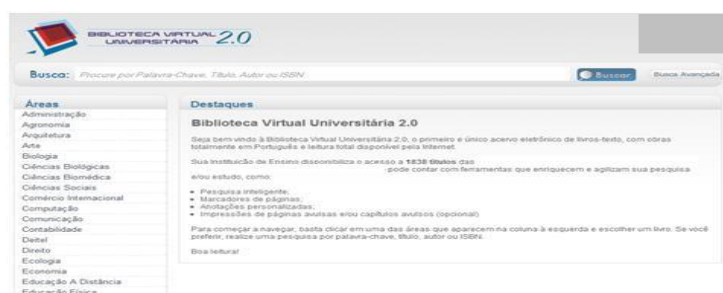 BIBLIOTECA VIRTUAL
UNIVERSITÁRIA 2.0
Busca: Procure por Palavra-Chave, Título, Autor ou ISBN
Buscar
Busca Avançada
Áreas
Administração
Agronomia
Arquitetura
Arte
Biologia
Ciências Biológicas
Ciências Biomédica
Ciências Sociais
Comércio Internacional
Computação
Comunicação
Contabilidade
Deitel
Direito
Ecologia
Economia
Educação A Distância
Educação Física
Destaques
Biblioteca Virtual Universitária 2.0
Seja bem-vindo à Biblioteca Virtual Universitária 2.0, o primeiro e único acervo eletrônico de livros-texto, com obras
totalmente em Português e leitura total disponível pela Internet.
Sua Instituição de Ensino disponibiliza o acesso a 1838 títulos das
pode contar com ferramentas que enriquecem e agilizam sua pesquisa
e/ou estudo, como:
• Pesquisa inteligente;
• Marcadores de páginas;
• Anotações personalizadas;
• Impressões de páginas avulsas e/ou capítulos avulsos (opcional)
Para começar a navegar, basta clicar em uma das áreas que aparecem na coluna à esquerda e escolher um livro. Se você
preferir, realize uma pesquisa por palavra-chave, título, autor ou ISBN.
Boa leitura!